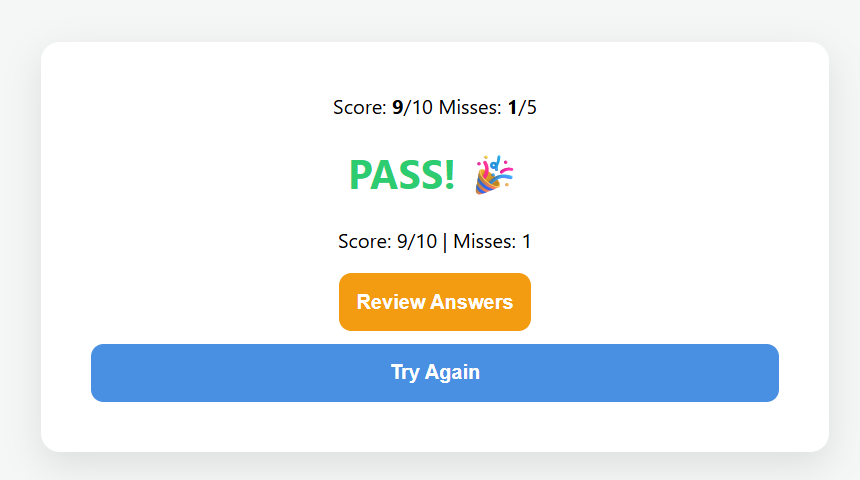 Score: 9/10 Misses: 1/5
PASS! 🎉
Score: 9/10 | Misses: 1
Review Answers
Try Again